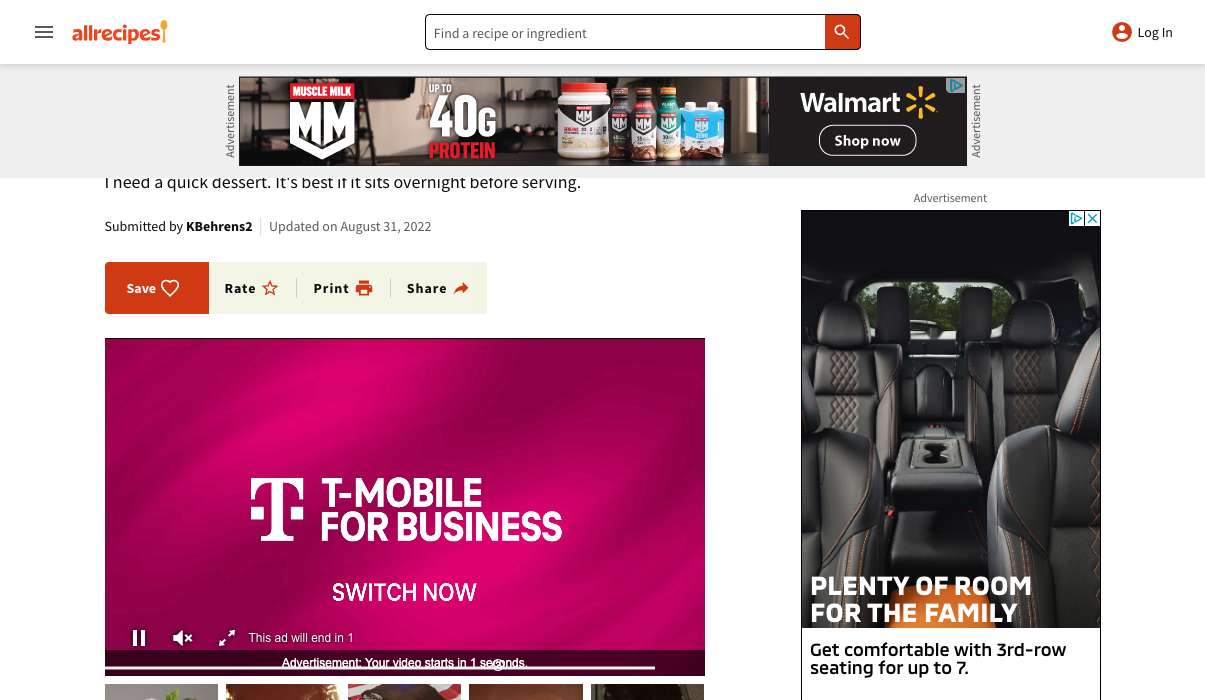 allrecipes
Find a recipe or ingredient
Log In
Advertisement
MUSCLE MILK
MM
UP TO
40G
PROTEIN
Walmart
Shop now
Advertisement
I need a quick dessert. It's best if it sits overnight before serving.
Submitted by KBehrens2
Updated on August 31, 2022
Save
Rate
Print
Share
T-MOBILE
FOR BUSINESS
SWITCH NOW
This ad will end in 1
Advertisement: Your video starts in 1 seconds.
Advertisement
PLENTY OF ROOM
FOR THE FAMILY
Get comfortable with 3rd-row
seating for up to 7.